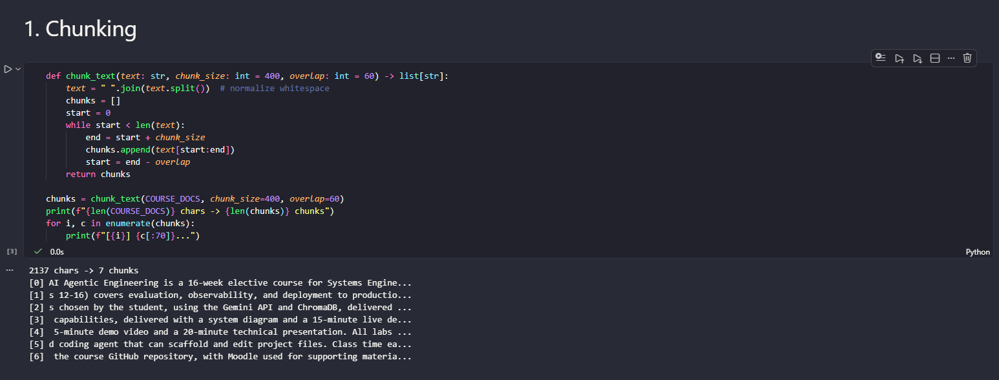 1. Chunking
def chunk_text(text: str, chunk_size: int = 400, overlap: int = 60) -> list[str]:
    text = " ".join(text.split())  # normalize whitespace
    chunks = []
    start = 0
    while start < len(text):
        end = start + chunk_size
        chunks.append(text[start:end])
        start = end - overlap
    return chunks

chunks = chunk_text(COURSE_DOCS, chunk_size=400, overlap=60)
print(f"{len(COURSE_DOCS)} chars -> {len(chunks)} chunks")
for i, c in enumerate(chunks):
    print(f"[{i}] {c[:70]}...")
[3] 0.0s Python
2137 chars -> 7 chunks
[0] AI Agentic Engineering is a 16-week elective course for Systems Engine...
[1] s 12-16) covers evaluation, observability, and deployment to productio...
[2] s chosen by the student, using the Gemini API and ChromaDB, delivered ...
[3]  capabilities, delivered with a system diagram and a 15-minute live de...
[4]  5-minute demo video and a 20-minute technical presentation. All labs ...
[5] d coding agent that can scaffold and edit project files. Class time ea...
[6]  the course GitHub repository, with Moodle used for supporting materia...